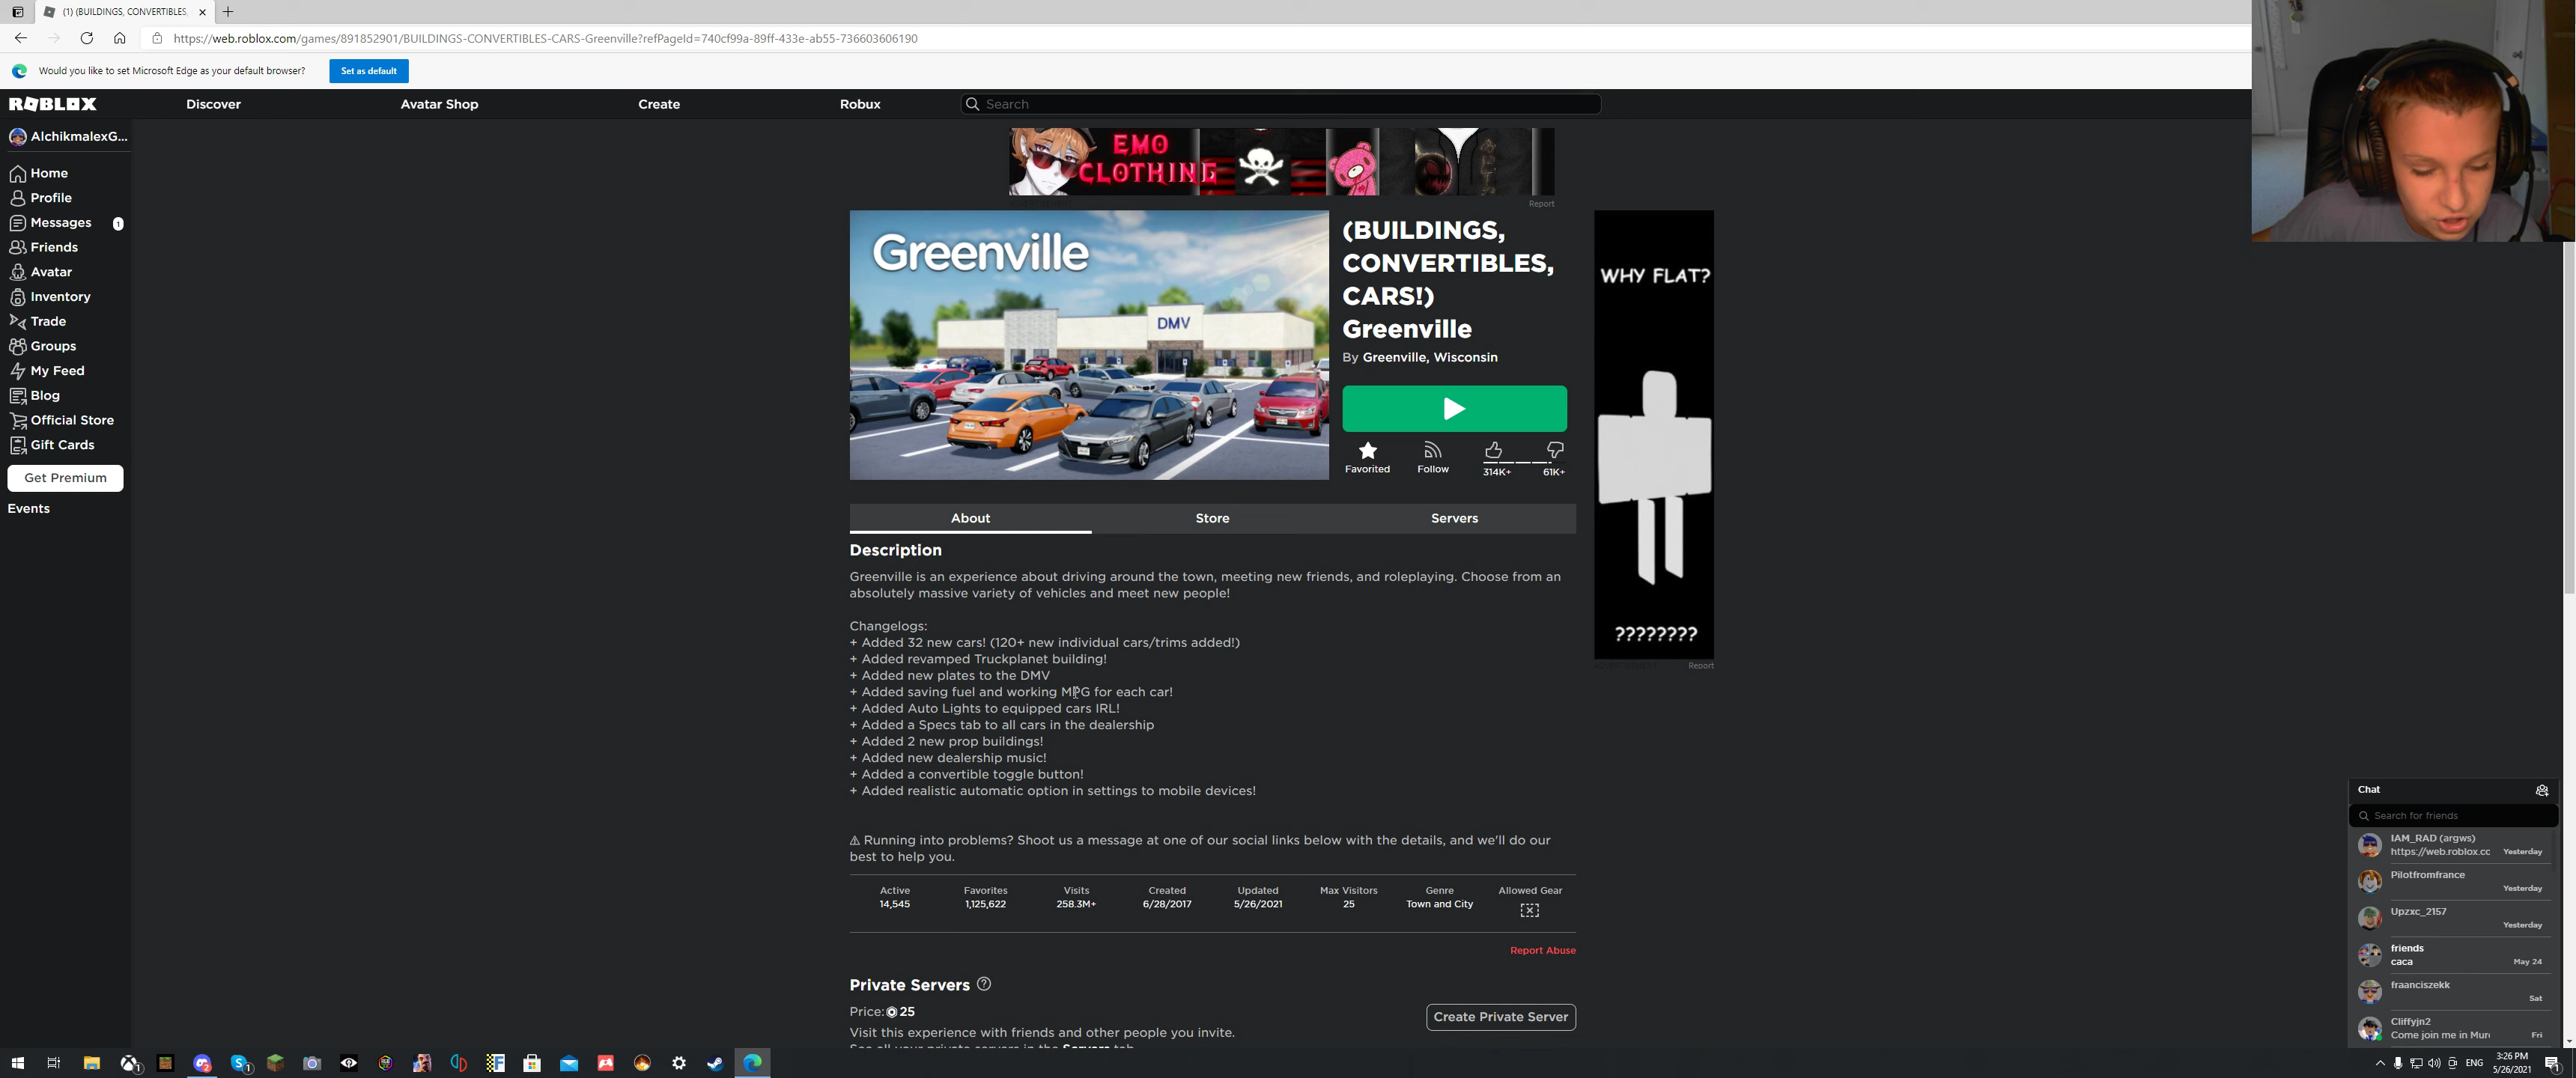 (1) (BUILDINGS, CONVERTIBLES,
https://web.roblox.com/games/891852901/BUILDINGS-CONVERTIBLES-CARS-Greenville?refPageId=740cf99a-89ff-433e-ab55-736603606190
Would you like to set Microsoft Edge as your default browser?
Set as default
ROBLOX
Discover
Avatar Shop
Create
Robux
Search
AlchikmalexG...
Home
Profile
Messages
1
Friends
Avatar
Inventory
Trade
Groups
My Feed
Blog
Official Store
Gift Cards
Get Premium
Events
EMO
CLOTHING
Report
Greenville
DMV
(BUILDINGS,
CONVERTIBLES,
CARS!)
Greenville
By Greenville, Wisconsin
Favorited
Follow
314K+
61K+
WHY FLAT?
????????
Report
About
Store
Servers
Description
Greenville is an experience about driving around the town, meeting new friends, and roleplaying. Choose from an
absolutely massive variety of vehicles and meet new people!
Changelogs:
+ Added 32 new cars! (120+ new individual cars/trims added!)
+ Added revamped Truckplanet building!
+ Added new plates to the DMV
+ Added saving fuel and working MPG for each car!
+ Added Auto Lights to equipped cars IRL!
+ Added a Specs tab to all cars in the dealership
+ Added 2 new prop buildings!
+ Added new dealership music!
+ Added a convertible toggle button!
+ Added realistic automatic option in settings to mobile devices!
⚠ Running into problems? Shoot us a message at one of our social links below with the details, and we'll do our
best to help you.
Active
Favorites
Visits
Created
Updated
Max Visitors
Genre
Allowed Gear
14,545
1,125,622
258.3M+
6/28/2017
5/26/2021
25
Town and City
Report Abuse
Private Servers
Price: 25
Create Private Server
Visit this experience with friends and other people you invite.
See all your private servers in the Servers tab
Chat
Search for friends
IAM_RAD (argws)
https://web.roblox.cc
Yesterday
Pilotfromfrance
Yesterday
Upzxc_2157
Yesterday
friends
caca
May 24
fraanciszekk
Sat
Cliffyjn2
Come join me in Mur
Fri
ENG
3:26 PM
5/26/2021